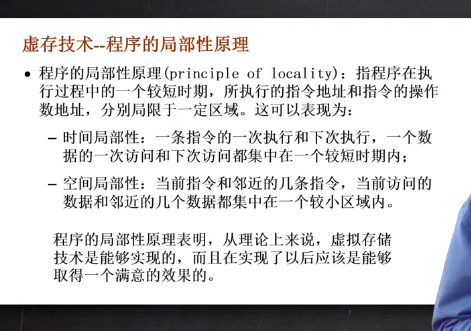 虚存技术--程序的局部性原理
• 程序的局部性原理(principle of locality)：指程序在执
行过程中的一个较短时期，所执行的指令地址和指令的操作
数地址，分别局限于一定区域。这可以表现为：
– 时间局部性：一条指令的一次执行和下次执行，一个数
据的一次访问和下次访问都集中在一个较短时期内；
– 空间局部性：当前指令和邻近的几条指令，当前访问的
数据和邻近的几个数据都集中在一个较小区域内。
程序的局部性原理表明，从理论上来说，虚拟存储
技术是能够实现的，而且在实现了以后应该是能够
取得一个满意的效果的。